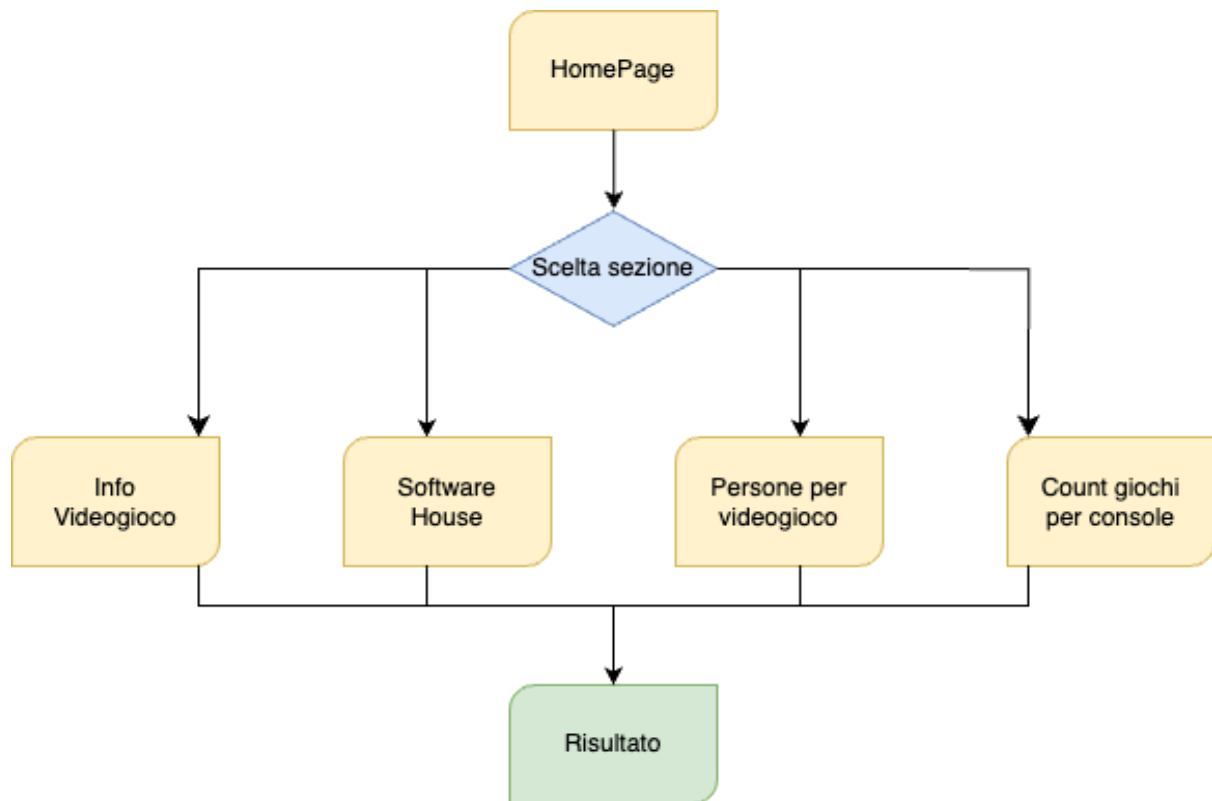 HomePage
Scelta sezione
Info
Videogioco
Software
House
Persone per
videogioco
Count giochi
per console
Risultato